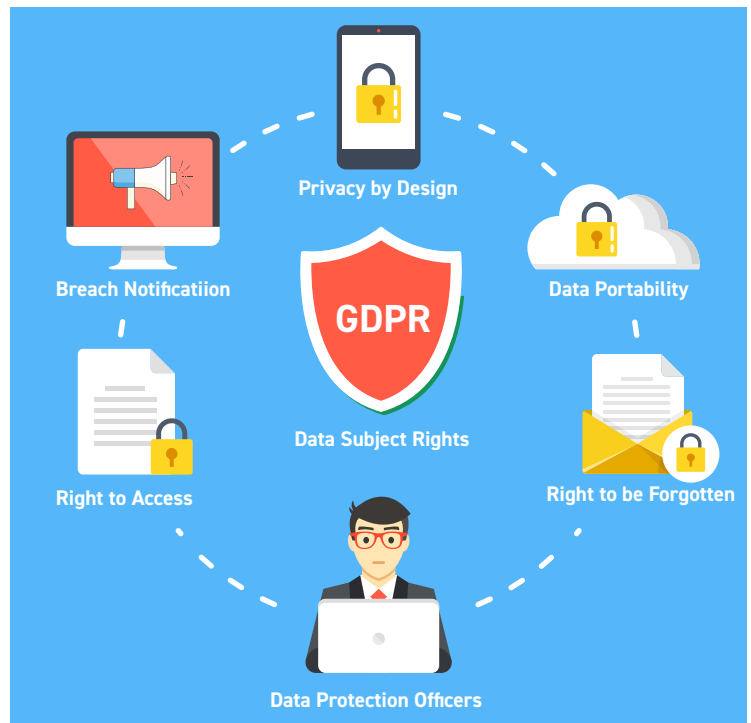 Privacy by Design
Breach Notificatiion
Data Portability
GDPR
Data Subject Rights
Right to Access
Right to be Forgotten
Data Protection Officers